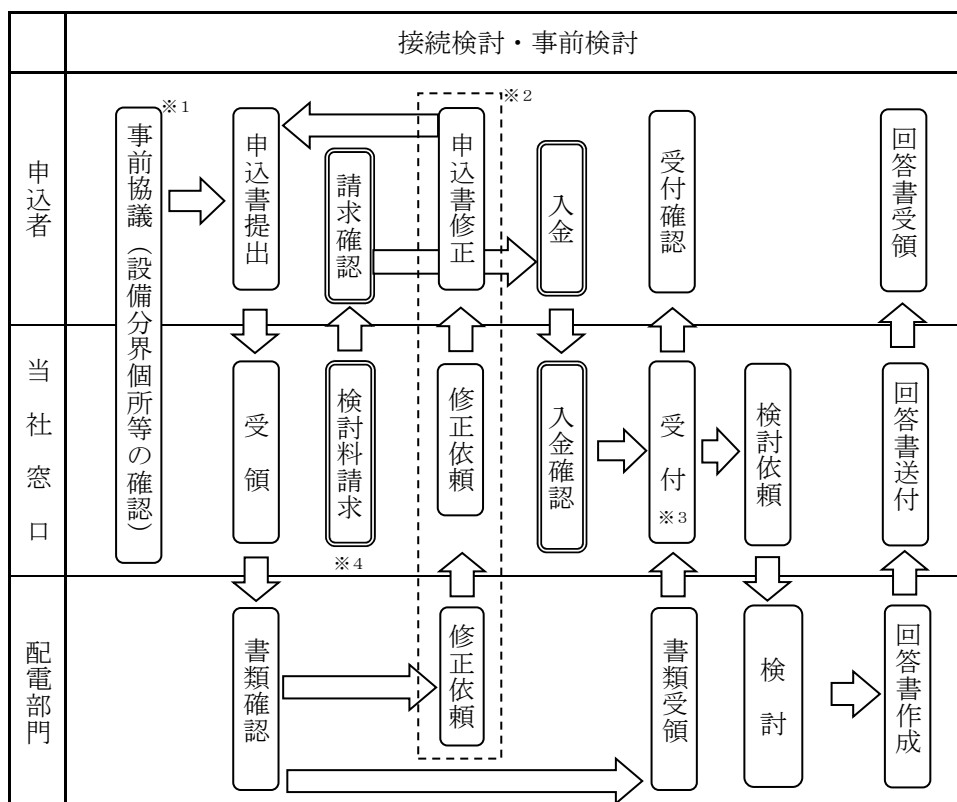 接続検討・事前検討
申込者
※１
事前協議（設備分界個所等の確認）
申込書提出
請求確認
※２
申込書修正
入金
受付確認
回答書受領
当社窓口
受領
検討料請求
※４
修正依頼
入金確認
受付
※３
検討依頼
回答書送付
配電部門
書類確認
修正依頼
書類受領
検討
回答書作成